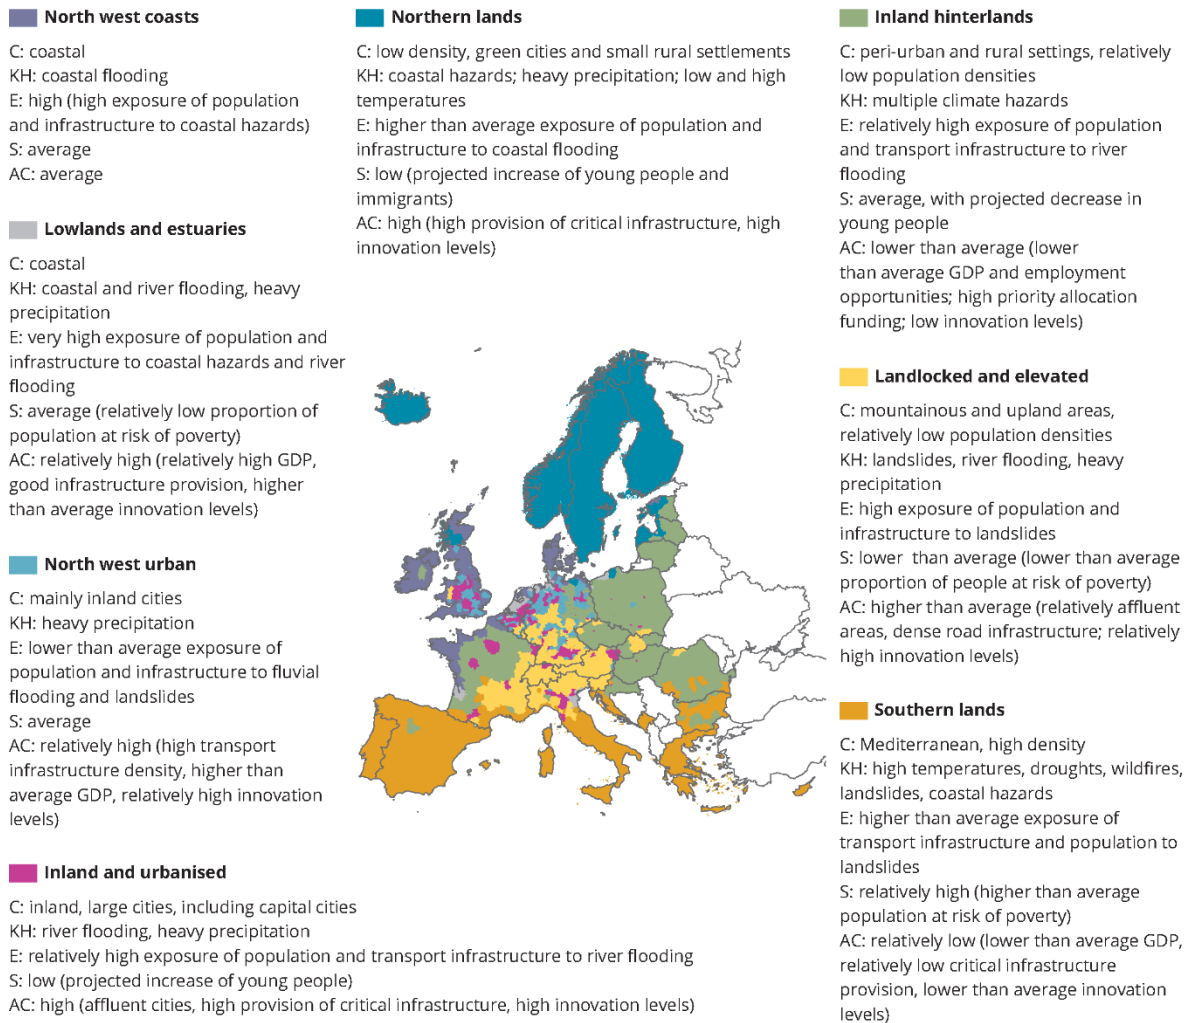 North west coasts
C: coastal
KH: coastal flooding
E: high (high exposure of population
and infrastructure to coastal hazards)
S: average
AC: average
Lowlands and estuaries
C: coastal
KH: coastal and river flooding, heavy
precipitation
E: very high exposure of population and
infrastructure to coastal hazards and river
flooding
S: average (relatively low proportion of
population at risk of poverty)
AC: relatively high (relatively high GDP,
good infrastructure provision, higher
than average innovation levels)
North west urban
C: mainly inland cities
KH: heavy precipitation
E: lower than average exposure of
population and infrastructure to fluvial
flooding and landslides
S: average
AC: relatively high (high transport
infrastructure density, higher than
average GDP, relatively high innovation
levels)
Inland and urbanised
C: inland, large cities, including capital cities
KH: river flooding, heavy precipitation
E: relatively high exposure of population and transport infrastructure to river flooding
S: low (projected increase of young people)
AC: high (affluent cities, high provision of critical infrastructure, high innovation levels)
Northern lands
C: low density, green cities and small rural settlements
KH: coastal hazards; heavy precipitation; low and high
temperatures
E: higher than average exposure of population and
infrastructure to coastal flooding
S: low (projected increase of young people and
immigrants)
AC: high (high provision of critical infrastructure, high
innovation levels)
Inland hinterlands
C: peri-urban and rural settings, relatively
low population densities
KH: multiple climate hazards
E: relatively high exposure of population
and transport infrastructure to river
flooding
S: average, with projected decrease in
young people
AC: lower than average (lower
than average GDP and employment
opportunities; high priority allocation
funding; low innovation levels)
Landlocked and elevated
C: mountainous and upland areas,
relatively low population densities
KH: landslides, river flooding, heavy
precipitation
E: high exposure of population and
infrastructure to landslides
S: lower than average (lower than average
proportion of people at risk of poverty)
AC: higher than average (relatively affluent
areas, dense road infrastructure; relatively
high innovation levels)
Southern lands
C: Mediterranean, high density
KH: high temperatures, droughts, wildfires,
landslides, coastal hazards
E: higher than average exposure of
transport infrastructure and population to
landslides
S: relatively high (higher than average
population at risk of poverty)
AC: relatively low (lower than average GDP,
relatively low critical infrastructure
provision, lower than average innovation
levels)